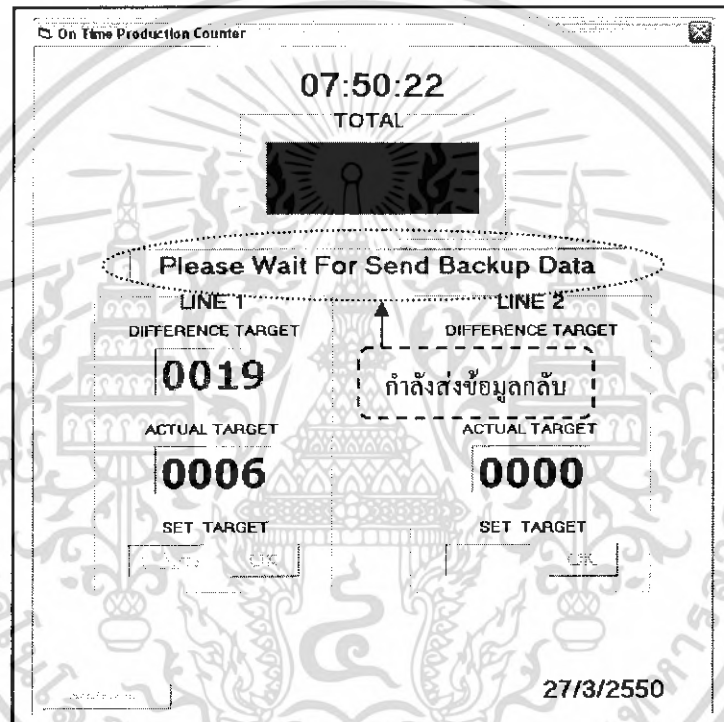 On Time Production Counter
07:50:22
TOTAL
Please Wait For Send Backup Data
LINE 1
LINE 2
DIFFERENCE TARGET
DIFFERENCE TARGET
0019
กำลังส่งข้อมูลกลับ
ACTUAL TARGET
ACTUAL TARGET
0006
0000
SET TARGET
SET TARGET
OK
OK
27/3/2550